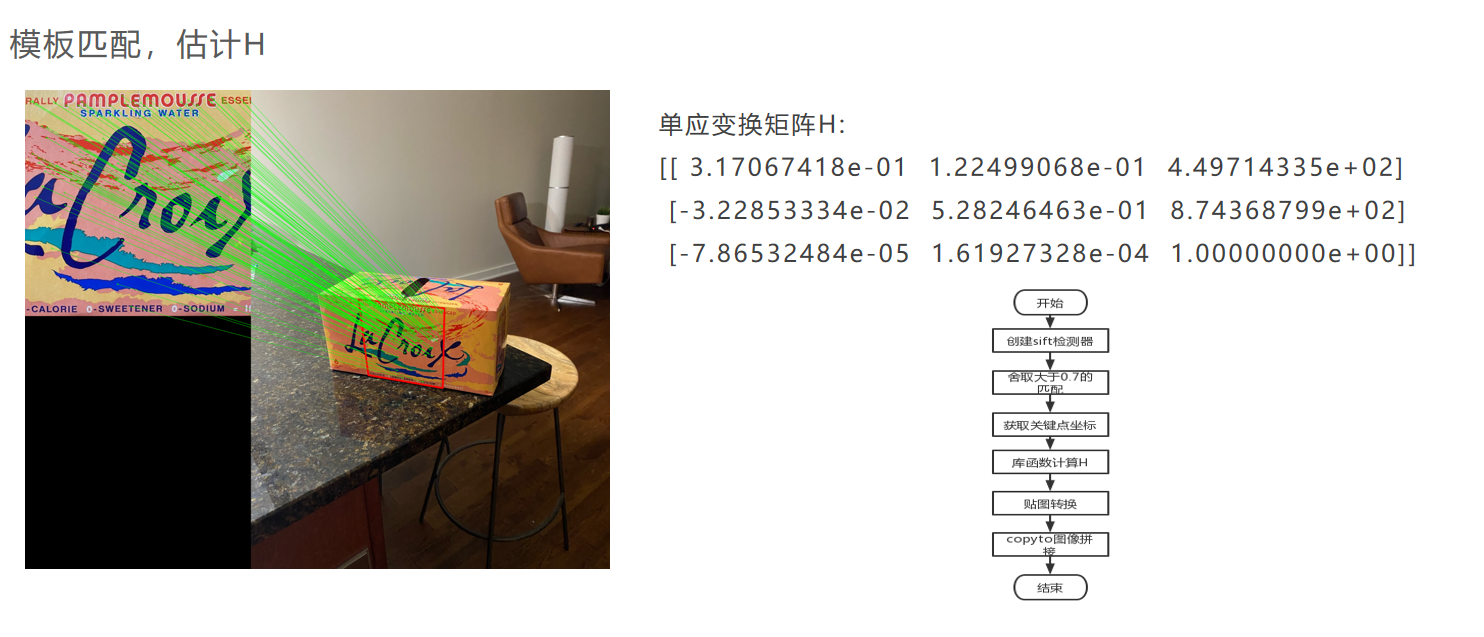 模板匹配，估计H
RALLY PAMPLEMOUSSE ESSE
SPARKLING WATER
LaCroix
-CALORIE 0-SWEETENER 0-SODIUM =
LaCroix
单应变换矩阵H:
[[ 3.17067418e-01 1.22499068e-01 4.49714335e+02]
[-3.22853334e-02 5.28246463e-01 8.74368799e+02]
[-7.86532484e-05 1.61927328e-04 1.00000000e+00]]
开始
创建sift检测器
舍取大于0.7的
匹配
获取关键点坐标
库函数计算H
贴图转换
copyto图像拼
接
结束